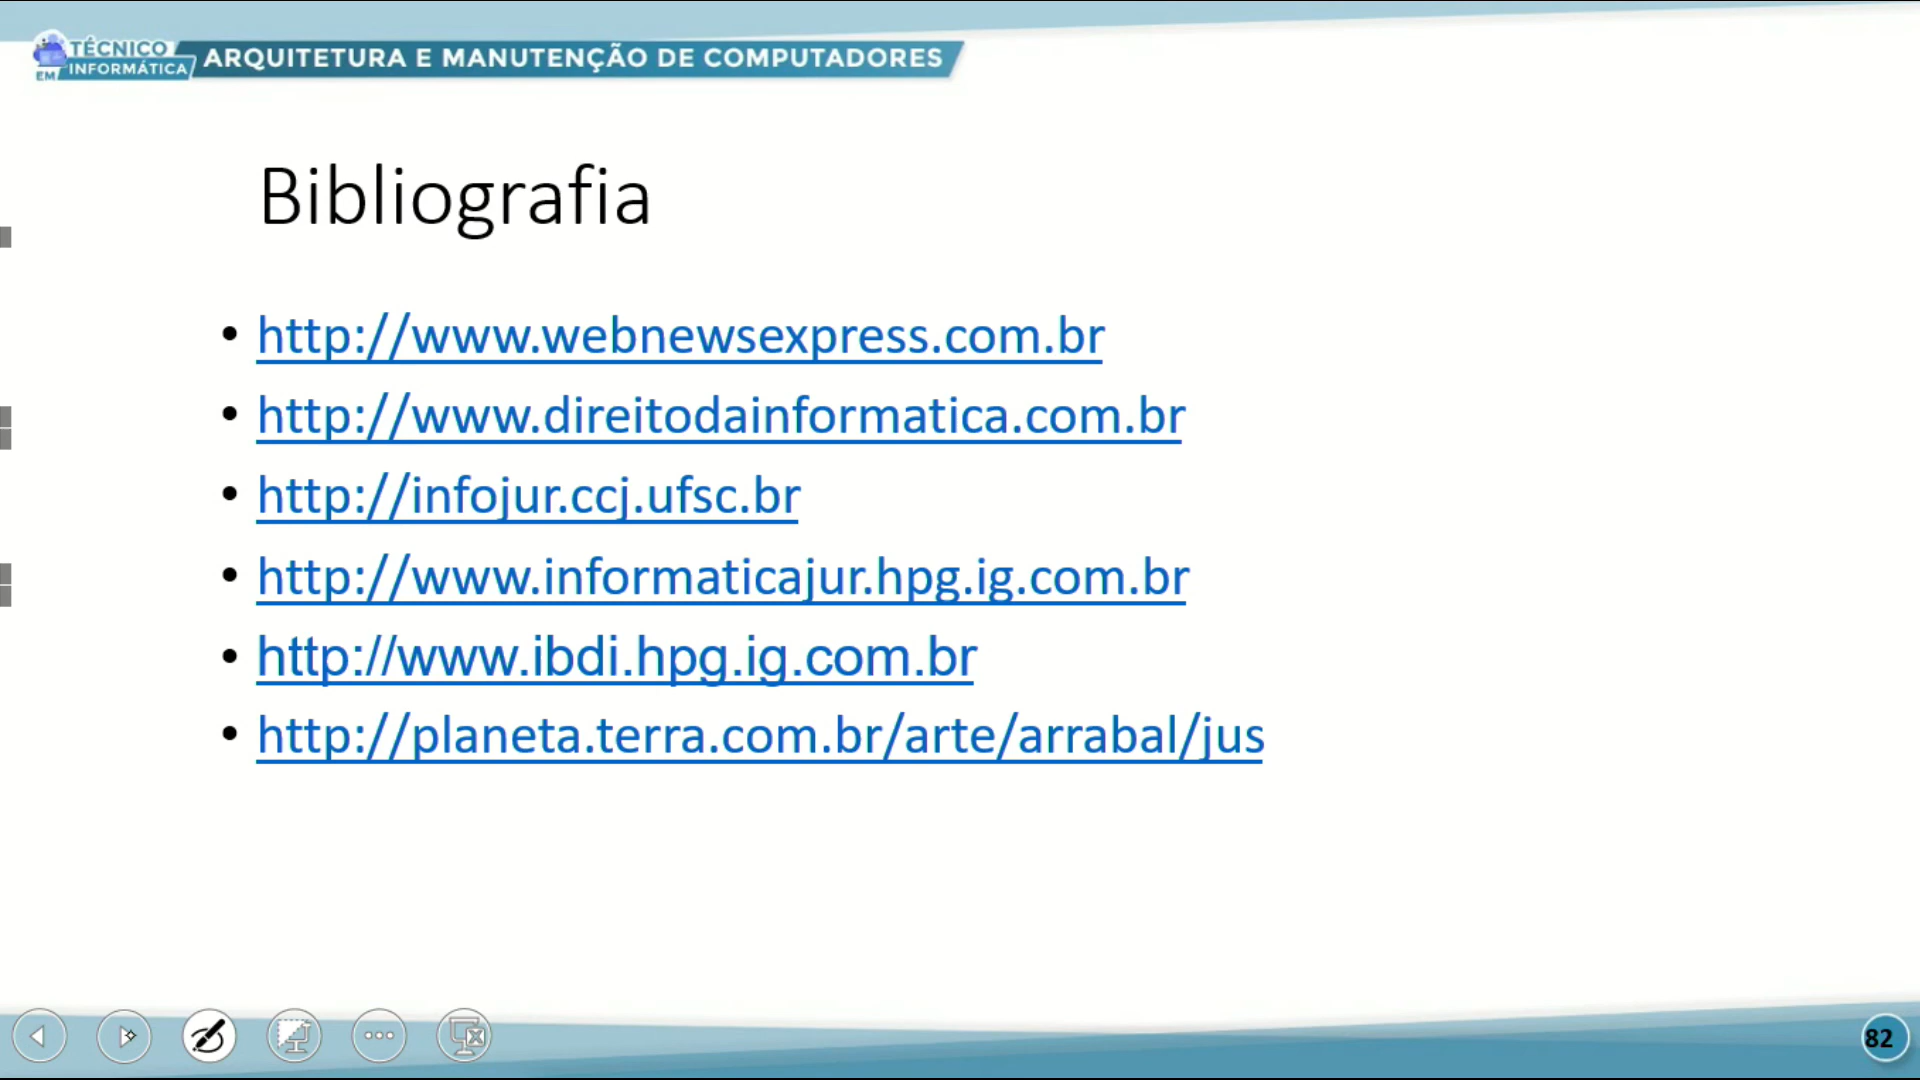 TÉCNICO
EM INFORMÁTICA
ARQUITETURA E MANUTENÇÃO DE COMPUTADORES
Bibliografia
• http://www.webnewsexpress.com.br
• http://www.direitodainformatica.com.br
• http://infojur.ccj.ufsc.br
• http://www.informaticajur.hpg.ig.com.br
• http://www.ibdi.hpg.ig.com.br
• http://planeta.terra.com.br/arte/arrabal/jus
82